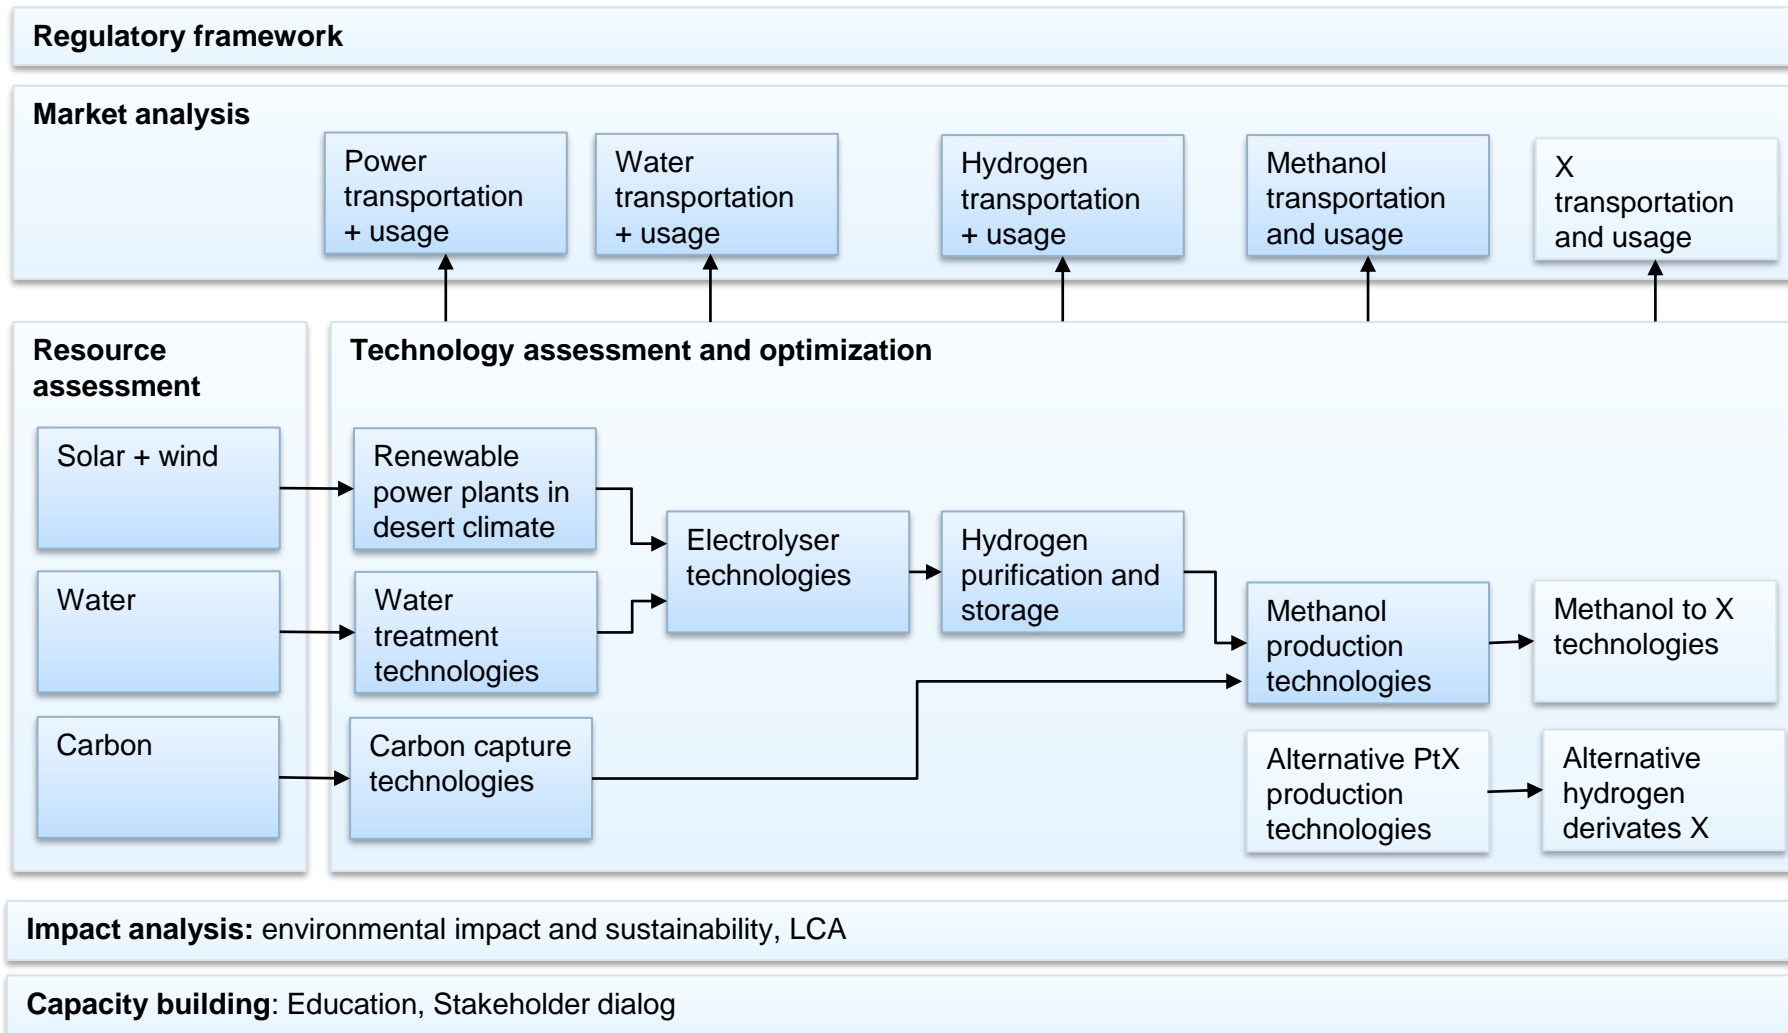 Regulatory framework
Market analysis
Power
transportation
+ usage
Water
transportation
+ usage
Hydrogen
transportation
+ usage
Methanol
transportation
and usage
X
transportation
and usage
Resource
assessment
Solar + wind
Water
Carbon
Technology assessment and optimization
Renewable
power plants in
desert climate
Water
treatment
technologies
Carbon capture
technologies
Electrolyser
technologies
Hydrogen
purification and
storage
Methanol
production
technologies
Methanol to X
technologies
Alternative PtX
production
technologies
Alternative
hydrogen
derivates X
Impact analysis: environmental impact and sustainability, LCA
Capacity building: Education, Stakeholder dialog